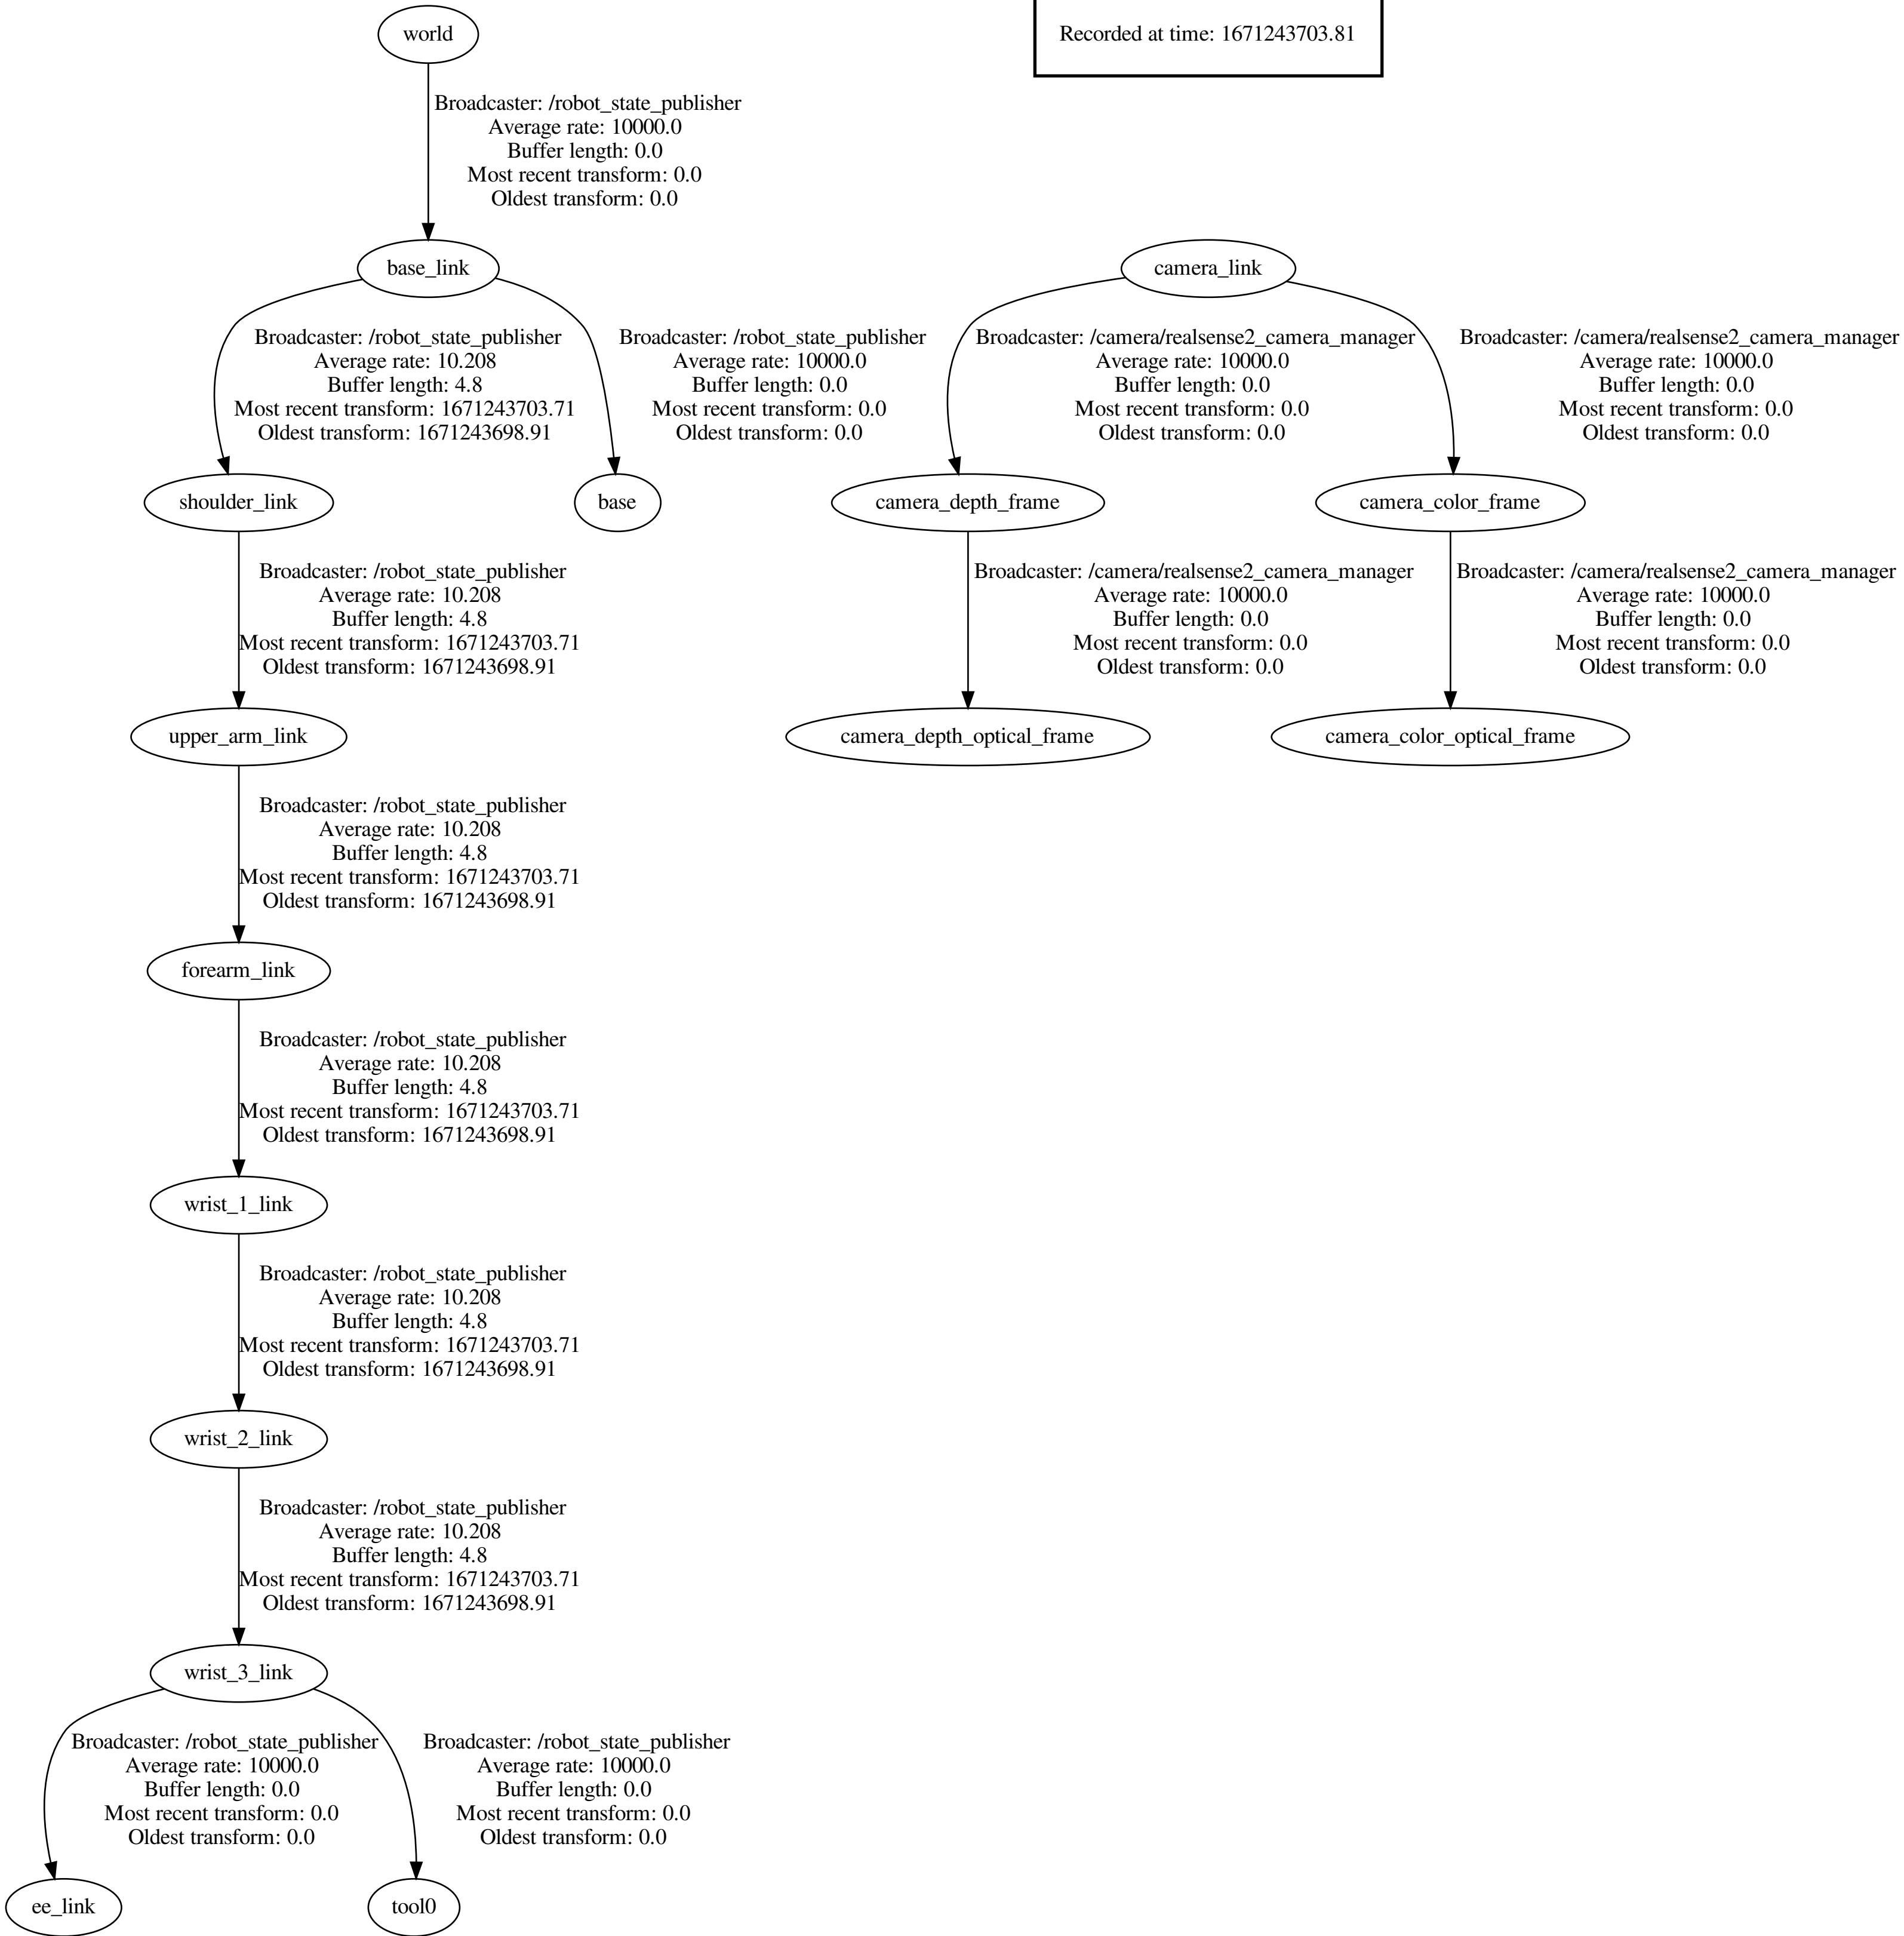 world
Recorded at time: 1671243703.81
Broadcaster: /robot_state_publisher
Average rate: 10000.0
Buffer length: 0.0
Most recent transform: 0.0
Oldest transform: 0.0
base_link
camera_link
Broadcaster: /robot_state_publisher
Average rate: 10.208
Buffer length: 4.8
Most recent transform: 1671243703.71
Oldest transform: 1671243698.91
Broadcaster: /robot_state_publisher
Average rate: 10000.0
Buffer length: 0.0
Most recent transform: 0.0
Oldest transform: 0.0
Broadcaster: /camera/realsense2_camera_manager
Average rate: 10000.0
Buffer length: 0.0
Most recent transform: 0.0
Oldest transform: 0.0
Broadcaster: /camera/realsense2_camera_manager
Average rate: 10000.0
Buffer length: 0.0
Most recent transform: 0.0
Oldest transform: 0.0
shoulder_link
base
camera_depth_frame
camera_color_frame
Broadcaster: /robot_state_publisher
Average rate: 10.208
Buffer length: 4.8
Most recent transform: 1671243703.71
Oldest transform: 1671243698.91
Broadcaster: /camera/realsense2_camera_manager
Average rate: 10000.0
Buffer length: 0.0
Most recent transform: 0.0
Oldest transform: 0.0
Broadcaster: /camera/realsense2_camera_manager
Average rate: 10000.0
Buffer length: 0.0
Most recent transform: 0.0
Oldest transform: 0.0
upper_arm_link
camera_depth_optical_frame
camera_color_optical_frame
Broadcaster: /robot_state_publisher
Average rate: 10.208
Buffer length: 4.8
Most recent transform: 1671243703.71
Oldest transform: 1671243698.91
forearm_link
Broadcaster: /robot_state_publisher
Average rate: 10.208
Buffer length: 4.8
Most recent transform: 1671243703.71
Oldest transform: 1671243698.91
wrist_1_link
Broadcaster: /robot_state_publisher
Average rate: 10.208
Buffer length: 4.8
Most recent transform: 1671243703.71
Oldest transform: 1671243698.91
wrist_2_link
Broadcaster: /robot_state_publisher
Average rate: 10.208
Buffer length: 4.8
Most recent transform: 1671243703.71
Oldest transform: 1671243698.91
wrist_3_link
Broadcaster: /robot_state_publisher
Average rate: 10000.0
Buffer length: 0.0
Most recent transform: 0.0
Oldest transform: 0.0
Broadcaster: /robot_state_publisher
Average rate: 10000.0
Buffer length: 0.0
Most recent transform: 0.0
Oldest transform: 0.0
ee_link
tool0